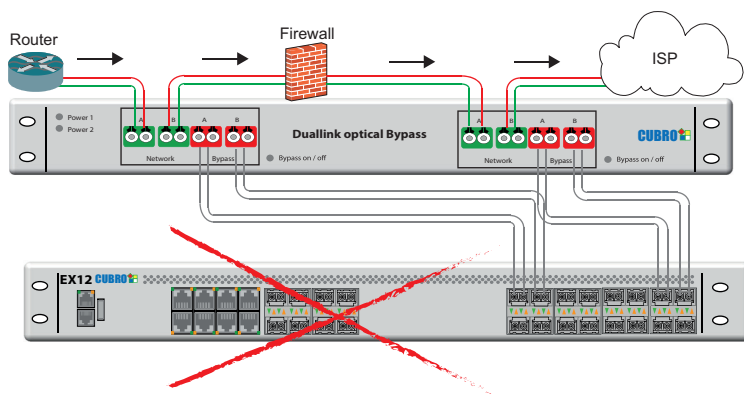 Router
Firewall
ISP
Power 1
Power 2
A
B
A
B
Duallink optical Bypass
A
B
A
B
CUBRO
Network
Bypass
Bypass on / off
Network
Bypass
Bypass on / off
EX12 CUBRO